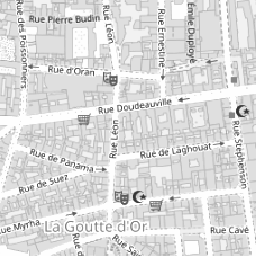 Rue Pierre Budin
Rue des Poissonniers
Rue Léon
Rue Ernestine
Émile Duployé
Rue d'Oran
Rue Doudeauville
Rue Léon
Rue Stephenson
Rue de Panama
Rue de Laghouat
Rue de Suez
Rue Myrha
La Goutte d'Or
Rue Cavé